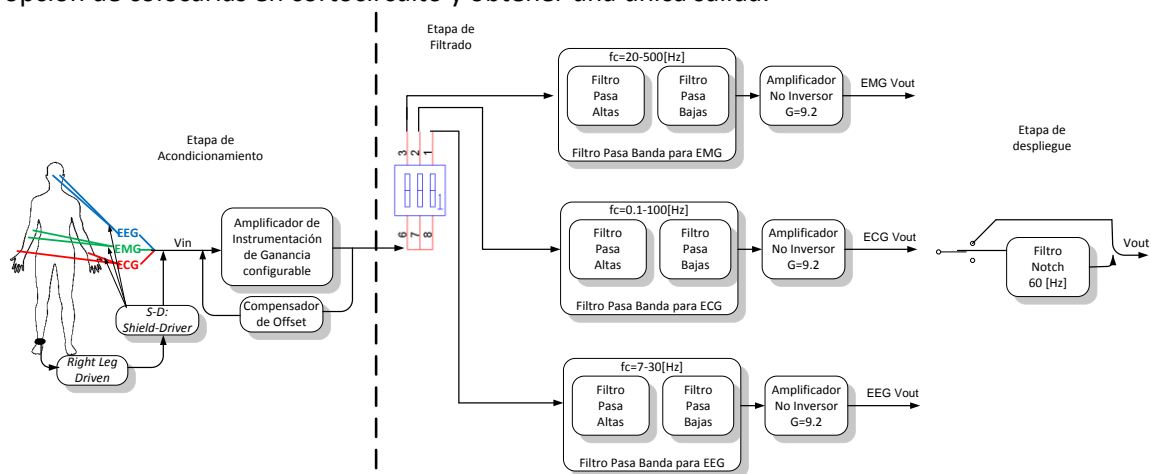 opción de colocarlas en cortocircuito y obtener una única salida.
Etapa de
Filtrado
fc=20-500[Hz]
Filtro
Pasa
Altas
Filtro
Pasa
Bajas
Filtro Pasa Banda para EMG
Amplificador
No Inversor
G=9.2
EMG Vout
Etapa de
Acondicionamiento
3 2 1
6 7 8
EEG
EMG
ECG
Vin
Amplificador de
Instrumentación
de Ganancia
configurable
Compensador
de Offset
S-D:
Shield-Driver
Right Leg
Driven
fc=0.1-100[Hz]
Filtro
Pasa
Altas
Filtro
Pasa
Bajas
Filtro Pasa Banda para ECG
Amplificador
No Inversor
G=9.2
ECG Vout
Etapa de
despliegue
Filtro
Notch
60 [Hz]
Vout
fc=7-30[Hz]
Filtro
Pasa
Altas
Filtro
Pasa
Bajas
Filtro Pasa Banda para EEG
Amplificador
No Inversor
G=9.2
EEG Vout